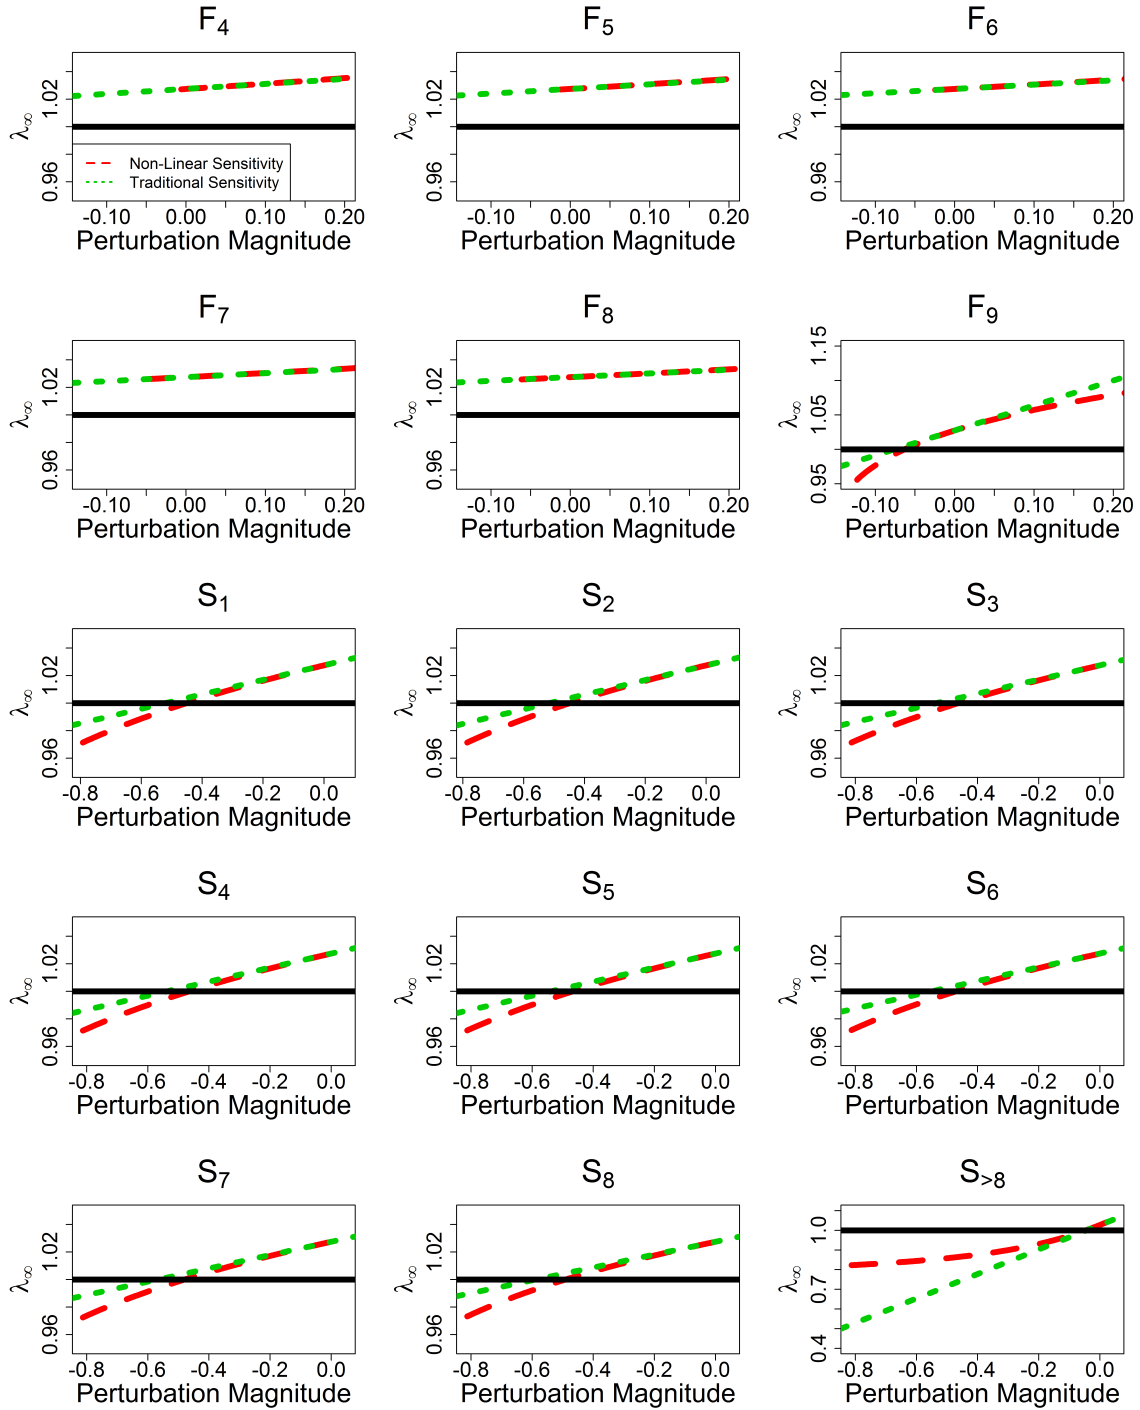 F4 F5 F6
λ∞ 0.96 1.02
Non-Linear Sensitivity
Traditional Sensitivity
-0.10 0.00 0.10 0.20
Perturbation Magnitude
λ∞ 0.96 1.02
-0.10 0.00 0.10 0.20
Perturbation Magnitude
λ∞ 0.96 1.02
-0.10 0.00 0.10 0.20
Perturbation Magnitude
F7 F8 F9
λ∞ 0.96 1.02
-0.10 0.00 0.10 0.20
Perturbation Magnitude
λ∞ 0.96 1.02
-0.10 0.00 0.10 0.20
Perturbation Magnitude
λ∞ 0.95 1.05 1.15
-0.10 0.00 0.10 0.20
Perturbation Magnitude
S1 S2 S3
λ∞ 0.96 1.02
-0.8 -0.6 -0.4 -0.2 0.0
Perturbation Magnitude
λ∞ 0.96 1.02
-0.8 -0.6 -0.4 -0.2 0.0
Perturbation Magnitude
λ∞ 0.96 1.02
-0.8 -0.6 -0.4 -0.2 0.0
Perturbation Magnitude
S4 S5 S6
λ∞ 0.96 1.02
-0.8 -0.6 -0.4 -0.2 0.0
Perturbation Magnitude
λ∞ 0.96 1.02
-0.8 -0.6 -0.4 -0.2 0.0
Perturbation Magnitude
λ∞ 0.96 1.02
-0.8 -0.6 -0.4 -0.2 0.0
Perturbation Magnitude
S7 S8 S>8
λ∞ 0.96 1.02
-0.8 -0.6 -0.4 -0.2 0.0
Perturbation Magnitude
λ∞ 0.96 1.02
-0.8 -0.6 -0.4 -0.2 0.0
Perturbation Magnitude
λ∞ 0.4 0.7 1.0
-0.8 -0.6 -0.4 -0.2 0.0
Perturbation Magnitude